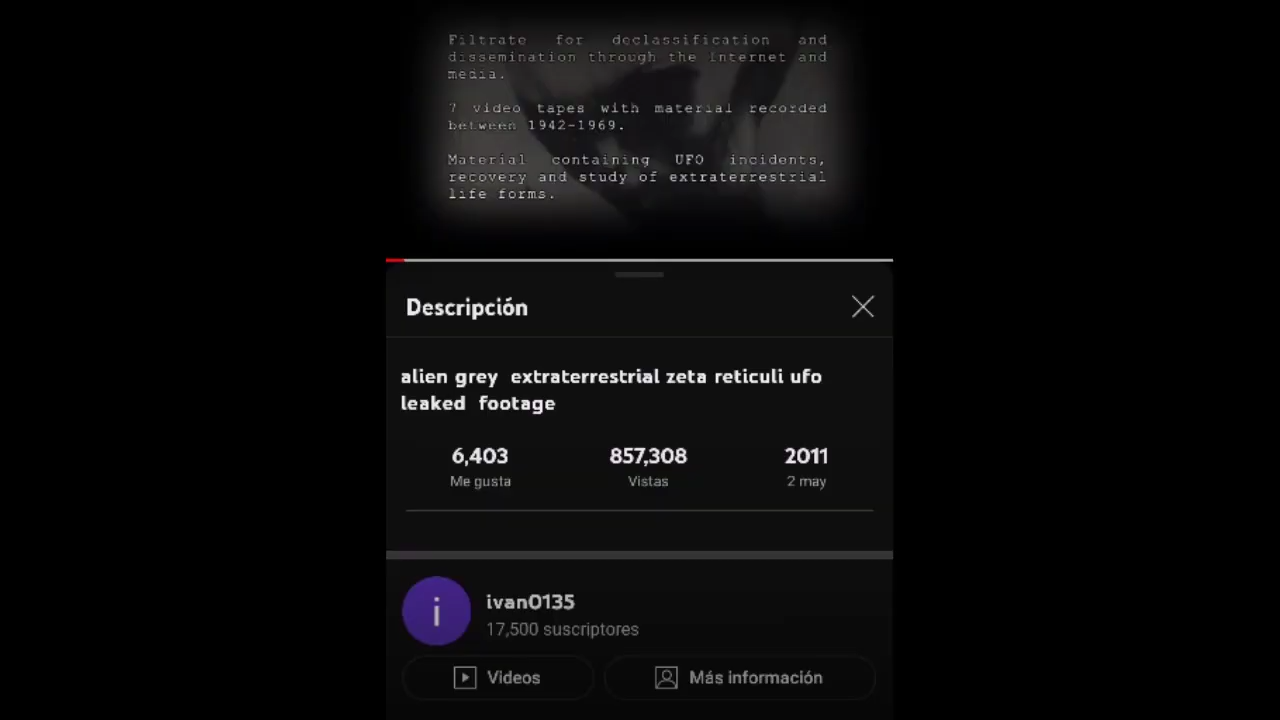 Filtrate for declassification and
dissemination through the Internet and
media.
7 video tapes with material recorded
between 1942-1969.
Material containing UFO incidents,
recovery and study of extraterrestrial
life forms.
Descripción
alien grey extraterrestrial zeta reticuli ufo
leaked footage
6,403 857,308 2011
Me gusta Vistas 2 may
i
ivan0135
17,500 suscriptores
Videos Más información